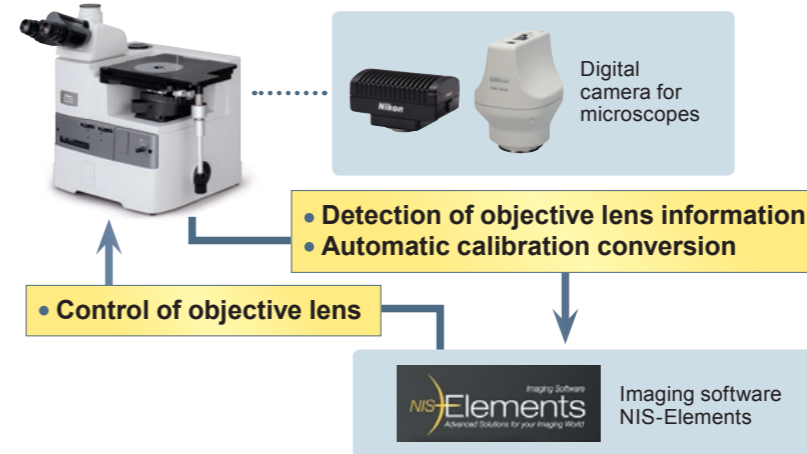 Nikon
Digital
camera for
microscopes
• Detection of objective lens information
• Automatic calibration conversion
• Control of objective lens
Imaging Software
NIS-Elements
Advanced Solutions for your Imaging World
Imaging software
NIS-Elements